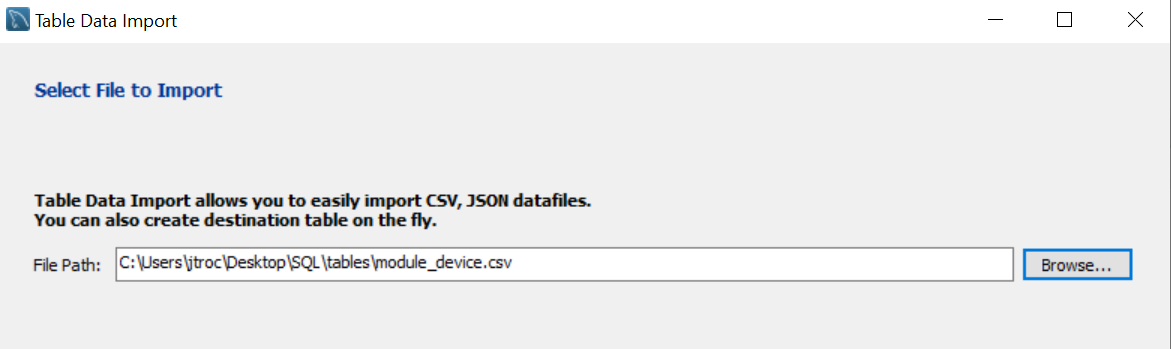 Table Data Import
Select File to Import
Table Data Import allows you to easily import CSV, JSON datafiles.
You can also create destination table on the fly.
File Path: C:\Users\jtroc\Desktop\SQL\tables\module_device.csv Browse...